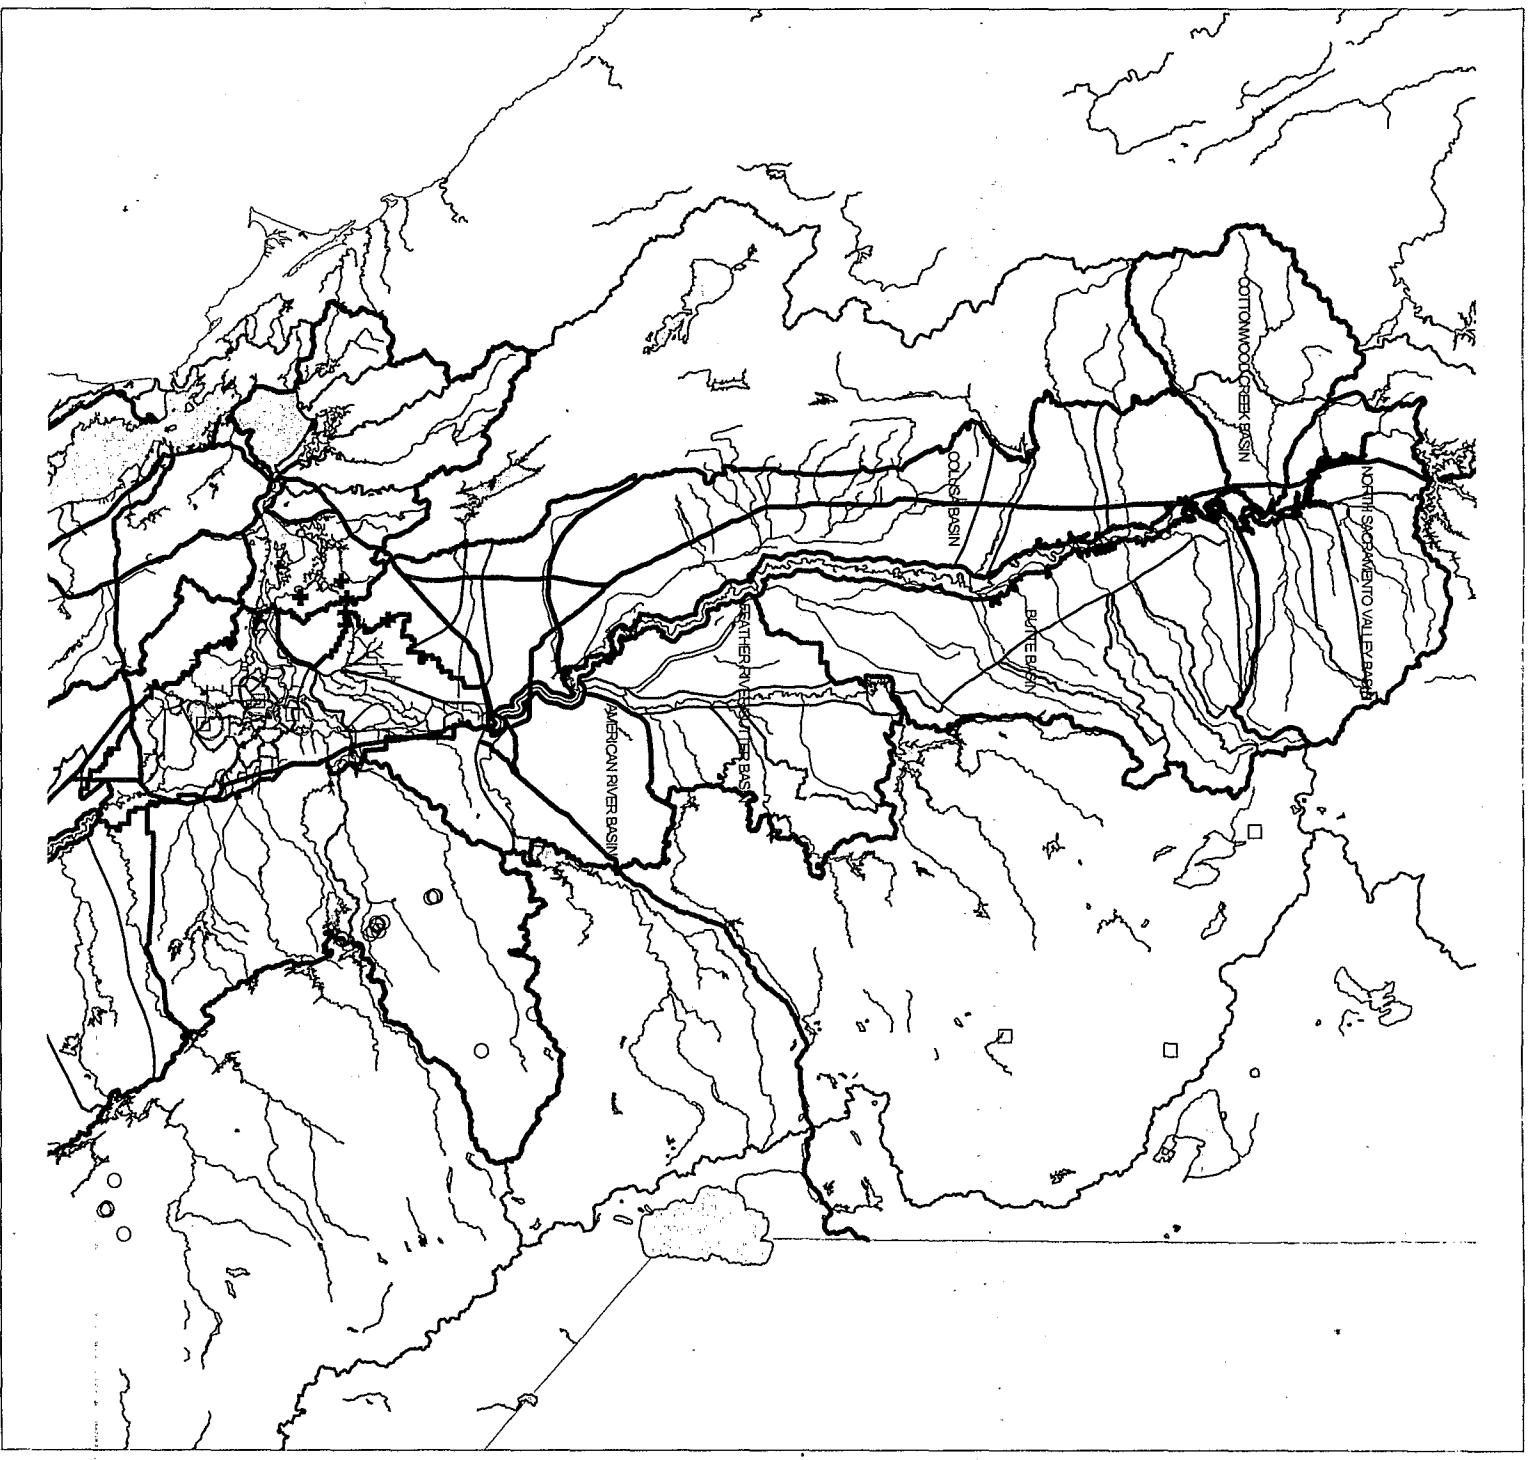 NORTH SACRAMENTO VALLEY BASIN
COTTONWOOD CREEK BASIN
BUTTE BASIN
COLUSA BASIN
FEATHER RIVER/SUTTER BASIN
AMERICAN RIVER BASIN